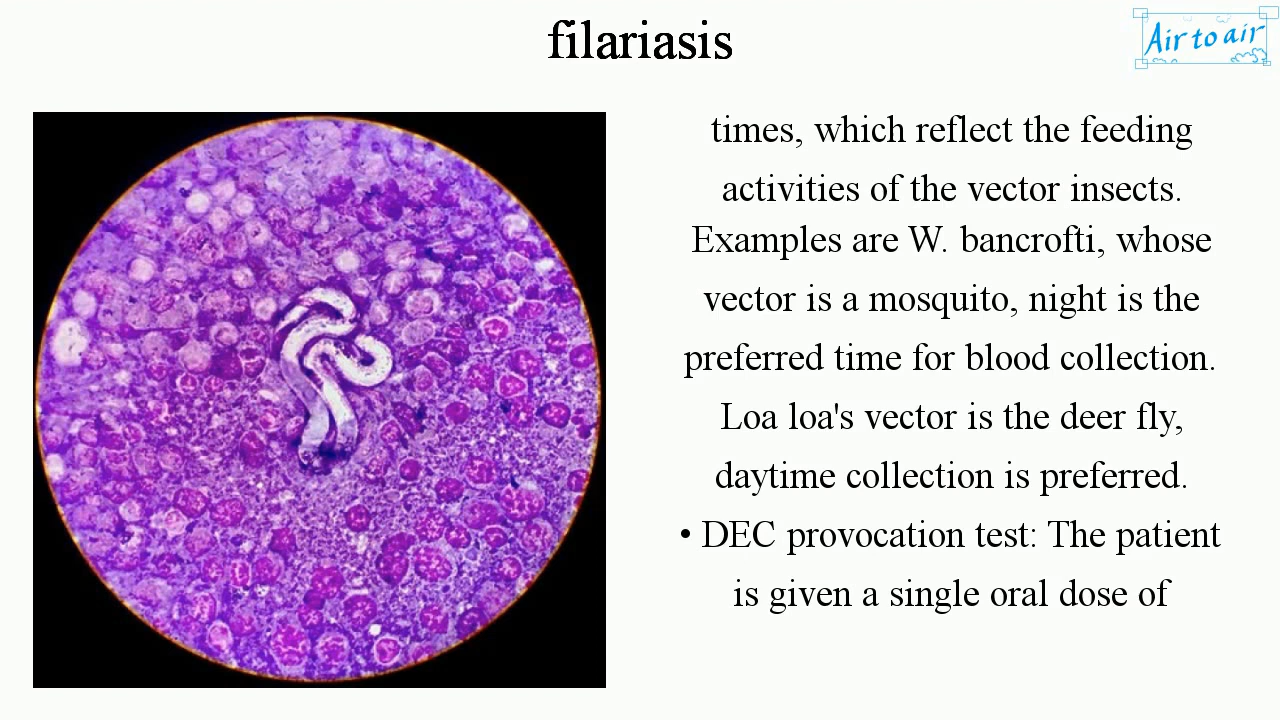 filariasis
Air to air
times, which reflect the feeding
activities of the vector insects.
Examples are W. bancrofti, whose
vector is a mosquito, night is the
preferred time for blood collection.
Loa loa's vector is the deer fly,
daytime collection is preferred.
• DEC provocation test: The patient
is given a single oral dose of